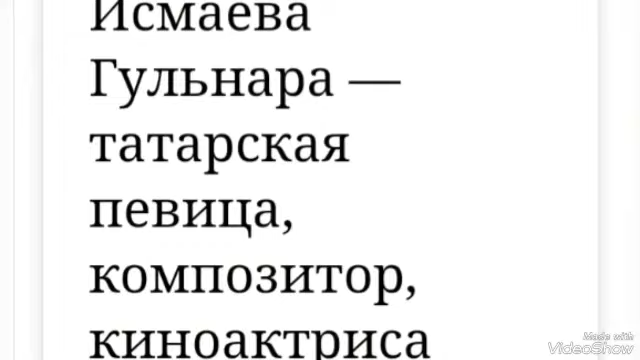 Исмаева
Гульнара —
татарская
певица,
композитор,
киноактриса
Made with
VideoShow